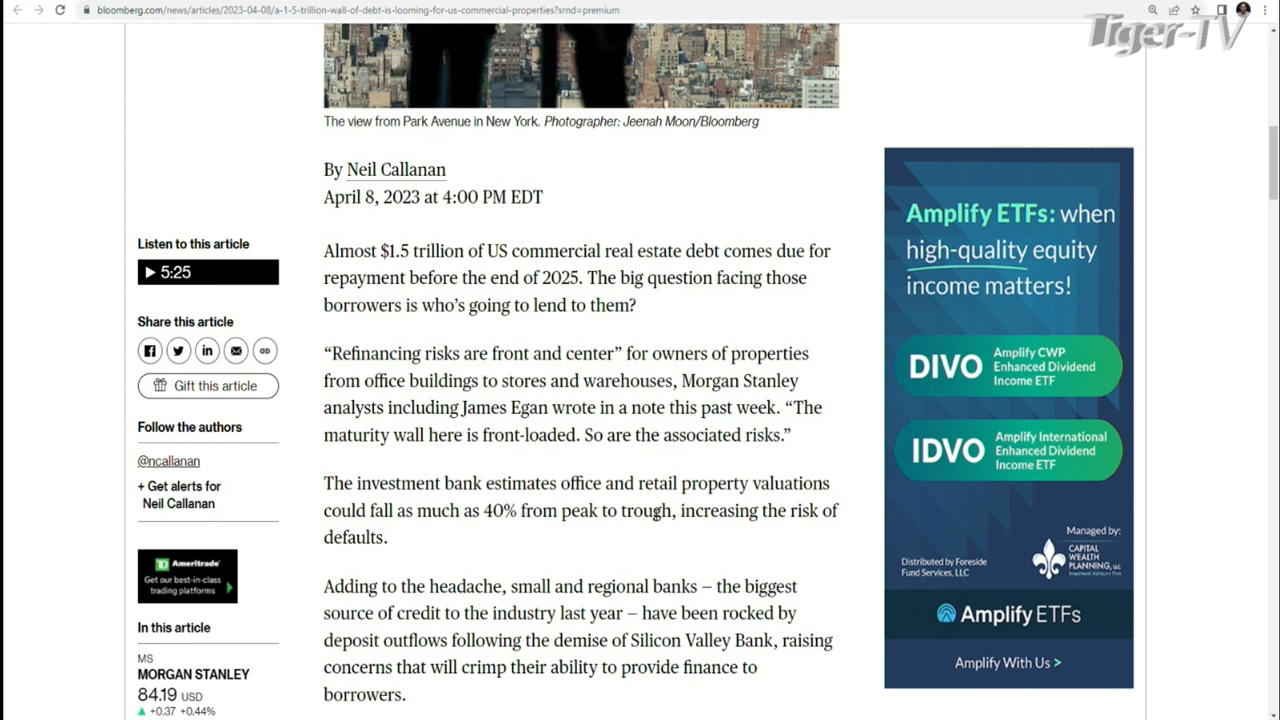 bloomberg.com/news/articles/2023-04-08/a-1-5-trillion-wall-of-debt-is-looming-for-us-commercial-properties?srnd=premium
Tiger-TV
The view from Park Avenue in New York. Photographer: Jeenah Moon/Bloomberg
By Neil Callanan
April 8, 2023 at 4:00 PM EDT
Listen to this article
5:25
Share this article
Gift this article
Follow the authors
@ncallanan
+ Get alerts for
Neil Callanan
Ameritrade
Get our best-in-class
trading platforms
In this article
MS
MORGAN STANLEY
84.19 USD
+0.37 +0.44%
Almost $1.5 trillion of US commercial real estate debt comes due for
repayment before the end of 2025. The big question facing those
borrowers is who’s going to lend to them?
“Refinancing risks are front and center” for owners of properties
from office buildings to stores and warehouses, Morgan Stanley
analysts including James Egan wrote in a note this past week. “The
maturity wall here is front-loaded. So are the associated risks.”
The investment bank estimates office and retail property valuations
could fall as much as 40% from peak to trough, increasing the risk of
defaults.
Adding to the headache, small and regional banks — the biggest
source of credit to the industry last year — have been rocked by
deposit outflows following the demise of Silicon Valley Bank, raising
concerns that will crimp their ability to provide finance to
borrowers.
Amplify ETFs: when
high-quality equity
income matters!
DIVO
Amplify CWP
Enhanced Dividend
Income ETF
IDVO
Amplify International
Enhanced Dividend
Income ETF
Managed by:
CAPITAL
WEALTH
PLANNING, LLC
Investment Advisory Firm
Distributed by Foreside
Fund Services, LLC
Amplify ETFs
Amplify With Us >